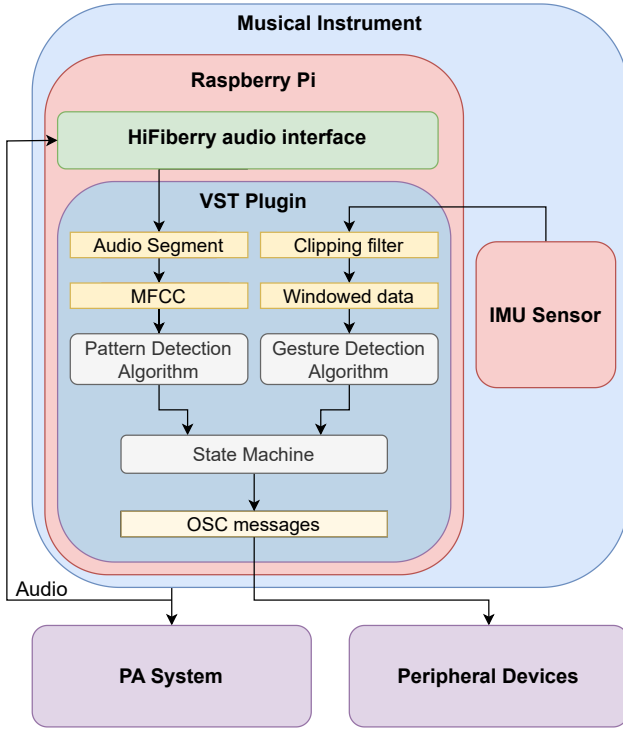 Musical Instrument
Raspberry Pi
HiFiberry audio interface
VST Plugin
Audio Segment
Clipping filter
MFCC
Windowed data
IMU Sensor
Pattern Detection
Algorithm
Gesture Detection
Algorithm
State Machine
OSC messages
Audio
PA System
Peripheral Devices